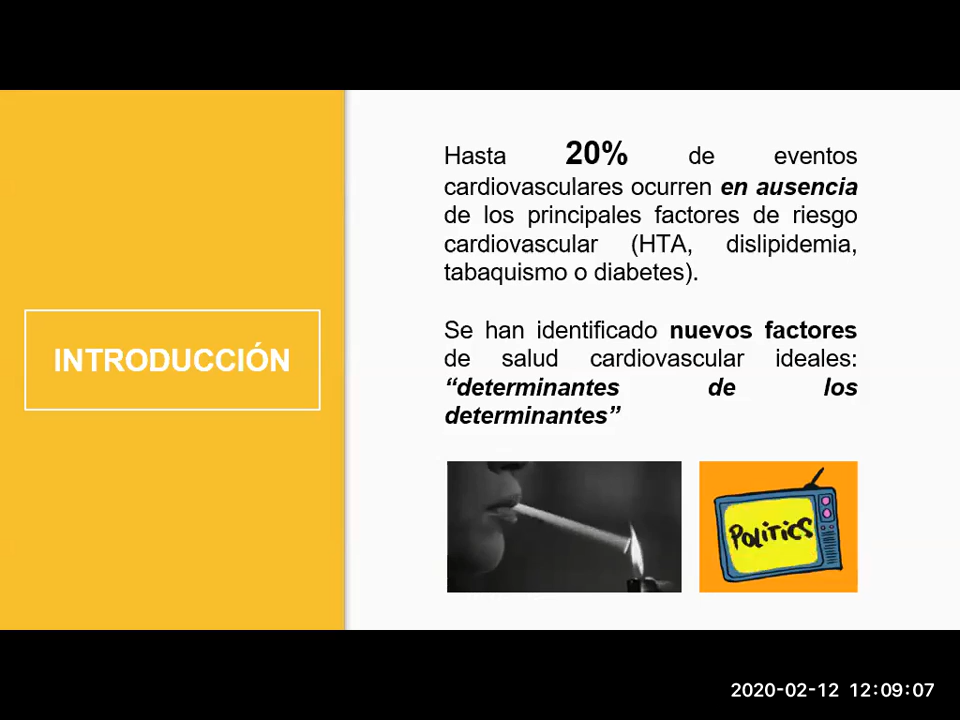 INTRODUCCIÓN
Hasta 20% de eventos
cardiovasculares ocurren en ausencia
de los principales factores de riesgo
cardiovascular (HTA, dislipidemia,
tabaquismo o diabetes).
Se han identificado nuevos factores
de salud cardiovascular ideales:
“determinantes de los
determinantes”
POLITICS
2020-02-12 12:09:07